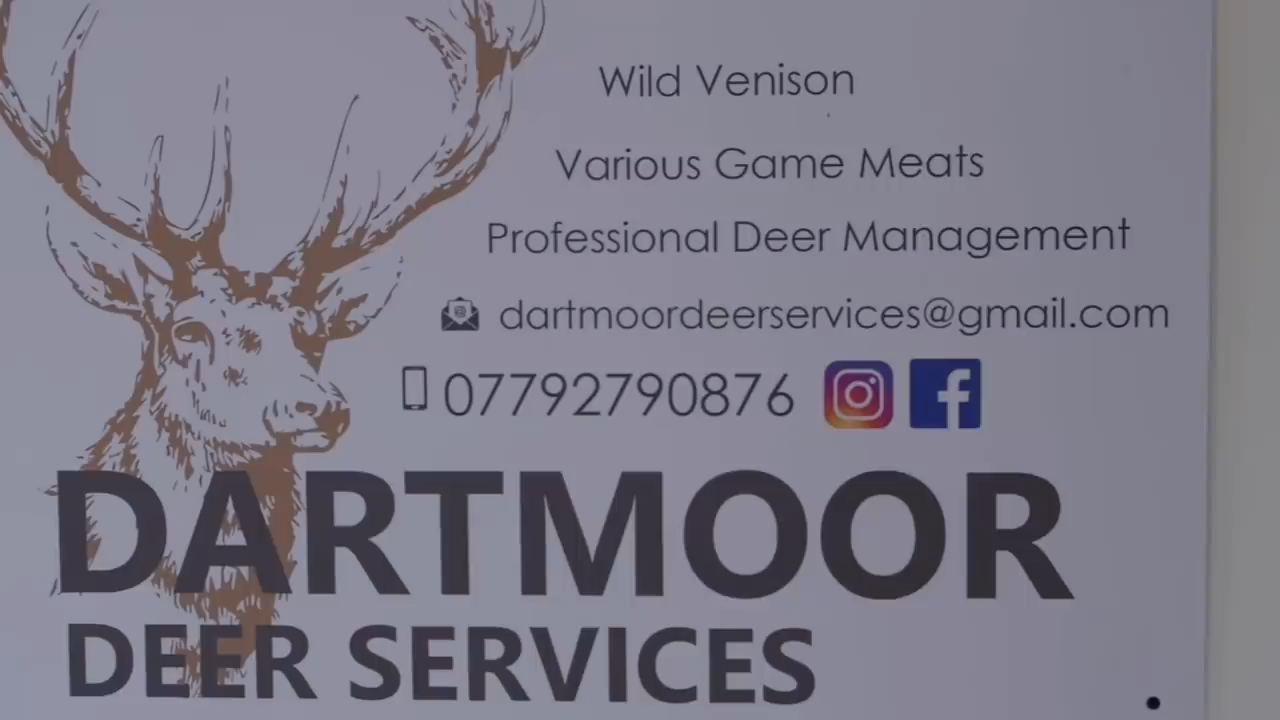 Wild Venison
Various Game Meats
Professional Deer Management
dartmoordeerservices@gmail.com
07792790876
DARTMOOR
DEER SERVICES